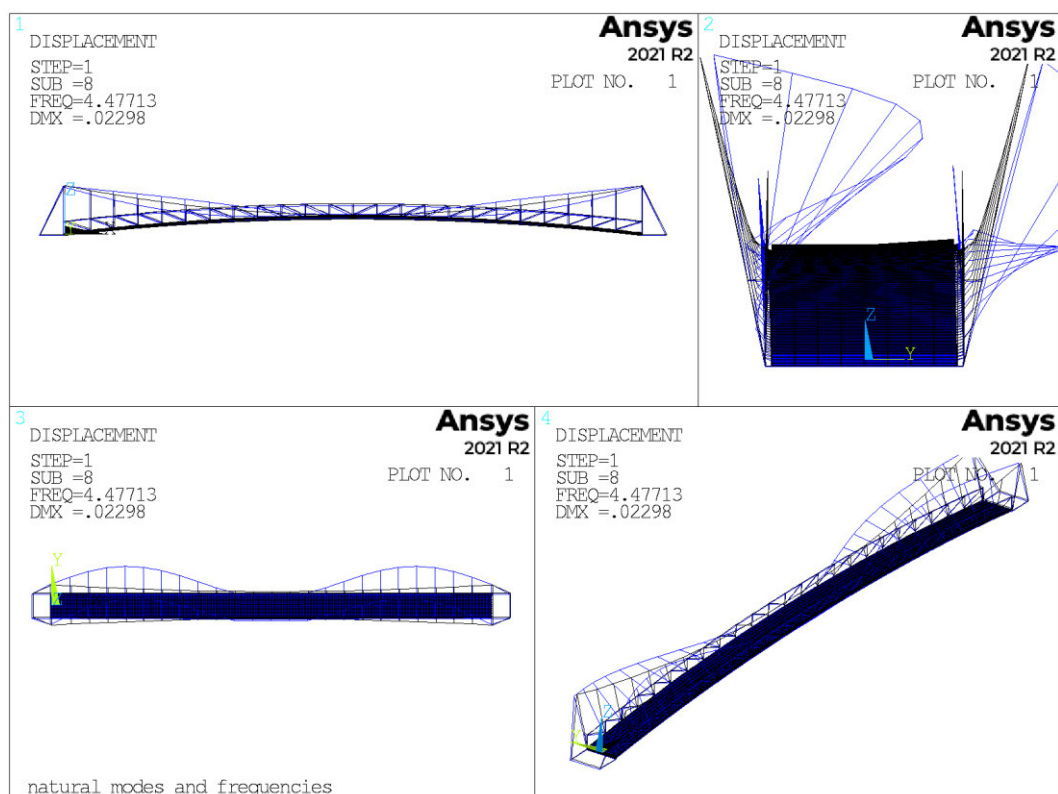 1
Ansys
2021 R2
DISPLACEMENT
STEP=1
SUB =8
FREQ=4.47713
DMX =.02298
PLOT NO. 1
Z
X
2
Ansys
2021 R2
DISPLACEMENT
STEP=1
SUB =8
FREQ=4.47713
DMX =.02298
PLOT NO. 1
Z
Y
3
Ansys
2021 R2
DISPLACEMENT
STEP=1
SUB =8
FREQ=4.47713
DMX =.02298
PLOT NO. 1
Y
natural modes and frequencies
4
Ansys
2021 R2
DISPLACEMENT
STEP=1
SUB =8
FREQ=4.47713
DMX =.02298
PLOT NO. 1
Z
Y